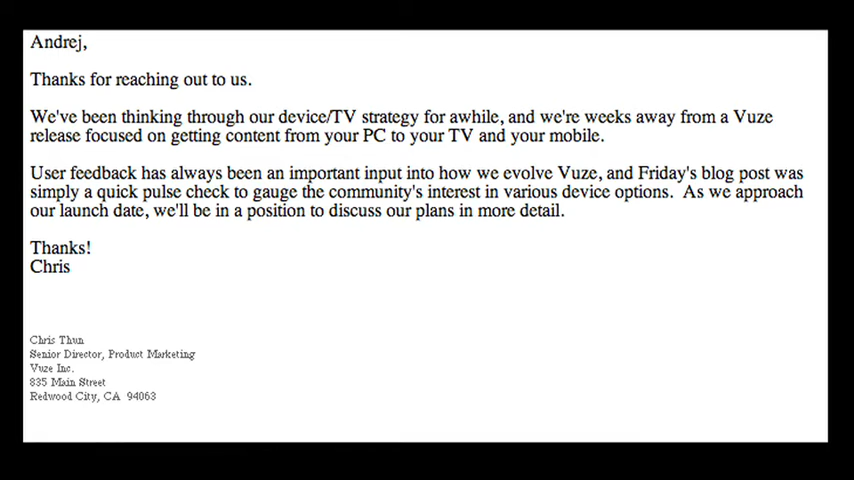 Andrej,
Thanks for reaching out to us.
We've been thinking through our device/TV strategy for awhile, and we're weeks away from a Vuze
release focused on getting content from your PC to your TV and your mobile.
User feedback has always been an important input into how we evolve Vuze, and Friday's blog post was
simply a quick pulse check to gauge the community's interest in various device options.  As we approach
our launch date, we'll be in a position to discuss our plans in more detail.
Thanks!
Chris
Chris Thun
Senior Director, Product Marketing
Vuze Inc.
835 Main Street
Redwood City, CA  94063